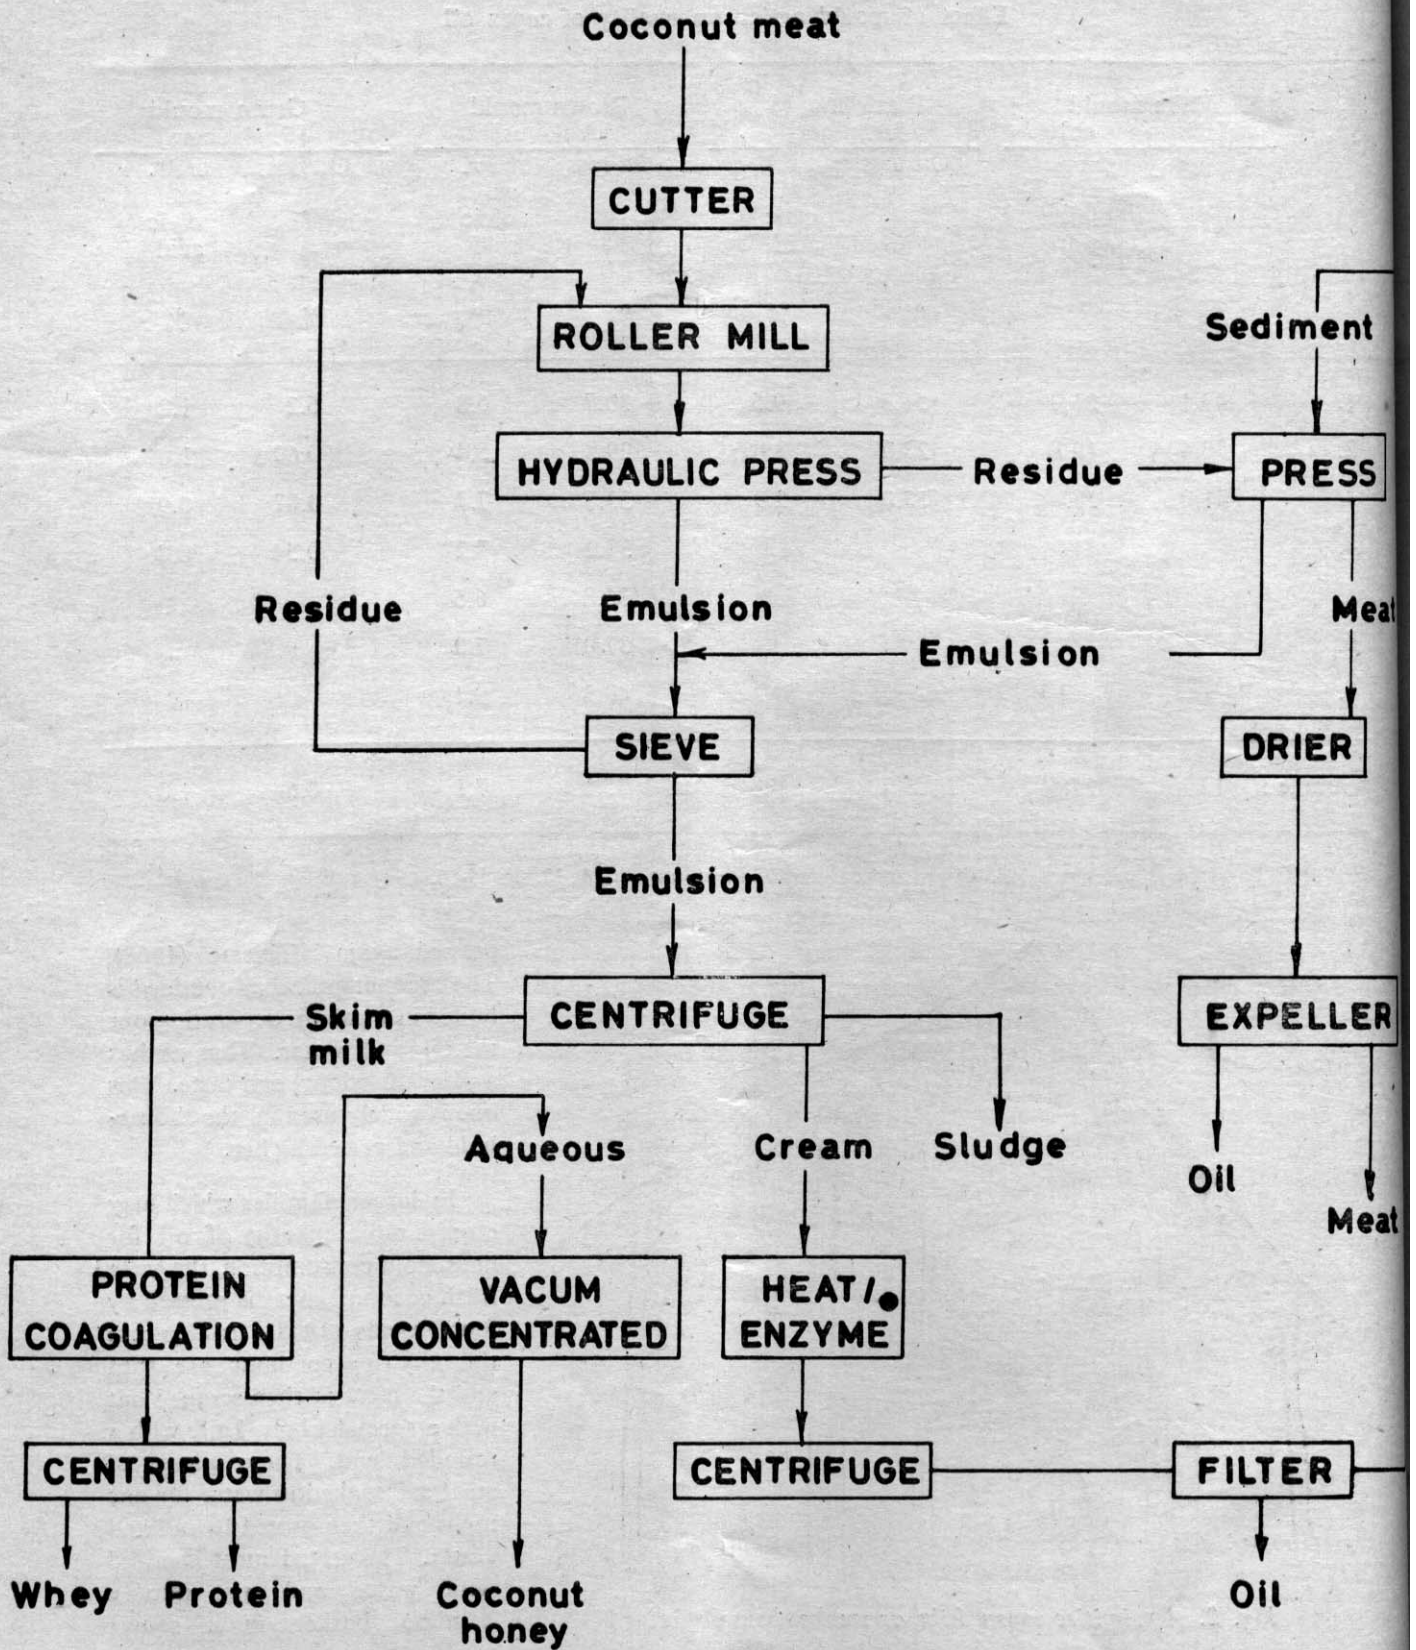 Coconut meat
CUTTER
ROLLER MILL
Sediment
HYDRAULIC PRESS
Residue
PRESS
Residue
Emulsion
Meat
Emulsion
SIEVE
DRIER
Emulsion
CENTRIFUGE
EXPELLER
Skim
milk
Aqueous
Cream
Sludge
Oil
Meat
PROTEIN
COAGULATION
VACUM
CONCENTRATED
HEAT/
ENZYME
CENTRIFUGE
CENTRIFUGE
FILTER
Whey
Protein
Coconut
honey
Oil